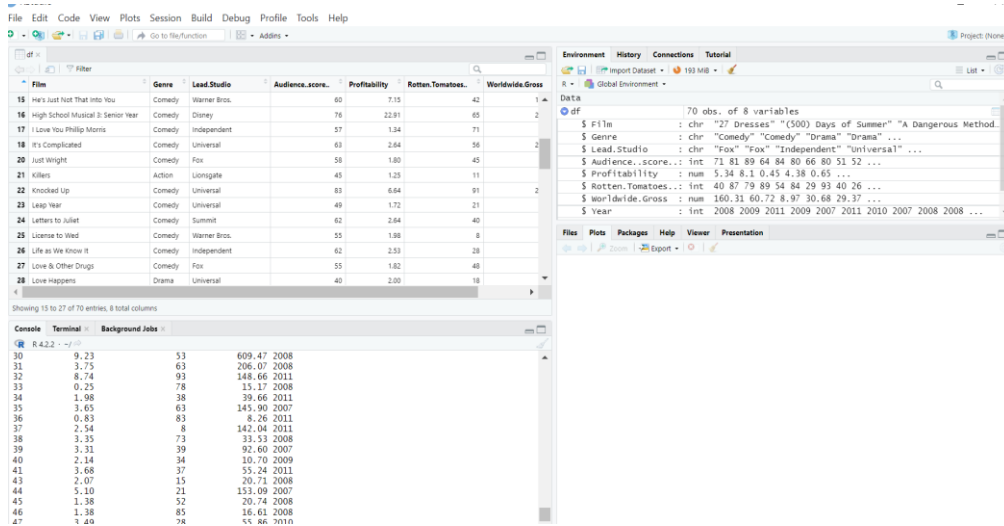 File Edit Code View Plots Session Build Debug Profile Tools Help
Go to file/function Addins Project: (None
df
Filter
Film Genre Lead.Studio Audience..score.. Profitability Rotten.Tomatoes.. Worldwide.Gross
15 He's Just Not That Into You Comedy Warner Bros. 60 7.15 42 1
16 High School Musical 3: Senior Year Comedy Disney 76 22.91 65 2
17 I Love You Phillip Morris Comedy Independent 57 1.34 71
18 It's Complicated Comedy Universal 63 2.64 56 2
20 Just Wright Comedy Fox 58 1.80 45
21 Killers Action Lionsgate 45 1.25 11
22 Knocked Up Comedy Universal 83 6.64 91 2
23 Leap Year Comedy Universal 49 1.72 21
24 Letters to Juliet Comedy Summit 62 2.64 40
25 License to Wed Comedy Warner Bros. 55 1.98 8
26 Life as We Know It Comedy Independent 62 2.53 28
27 Love & Other Drugs Comedy Fox 55 1.82 48
28 Love Happens Drama Universal 40 2.00 18
Showing 15 to 27 of 70 entries, 8 total columns
Console Terminal Background Jobs
R 4.2.2 · ~/
30 9.23 53 609.47 2008
31 3.75 63 206.07 2008
32 8.74 93 148.66 2011
33 0.25 78 15.17 2008
34 1.98 38 39.66 2011
35 3.65 63 145.90 2007
36 0.83 83 8.26 2011
37 2.54 8 142.04 2011
38 3.35 73 33.53 2008
39 3.31 39 92.60 2007
40 2.14 34 10.70 2009
41 3.68 37 55.24 2011
43 2.07 15 20.71 2008
44 5.10 21 153.09 2007
45 1.38 52 20.74 2008
46 1.38 85 16.61 2008
47 3.49 28 55.86 2010
Environment History Connections Tutorial
Import Dataset 193 MiB List
R Global Environment
Data
df 70 obs. of 8 variables
$ Film : chr "27 Dresses" "(500) Days of Summer" "A Dangerous Method…
$ Genre : chr "Comedy" "Comedy" "Drama" "Drama" ...
$ Lead.Studio : chr "Fox" "Fox" "Independent" "Universal" ...
$ Audience..score..: int 71 81 89 64 84 80 66 80 51 52 ...
$ Profitability : num 5.34 8.1 0.45 4.38 0.65 ...
$ Rotten.Tomatoes..: int 40 87 79 89 54 84 29 93 40 26 ...
$ Worldwide.Gross : num 160.31 60.72 8.97 30.68 29.37 ...
$ Year : int 2008 2009 2011 2009 2007 2011 2010 2007 2008 2008 ...
Files Plots Packages Help Viewer Presentation
Zoom Export